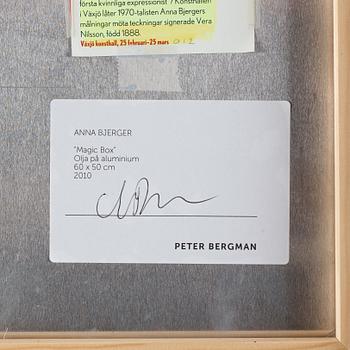 första kvinnliga expressionist"? Konsthallen
i Växjö låter 1970-talisten Anna Bjergers
målningar möta teckningar signerade Vera
Nilsson, född 1888.
Växjö konsthall, 25 februari-25 mars 2012
ANNA BJERGER
"Magic Box"
Olja på aluminium
60 x 50 cm
2010
PETER BERGMAN